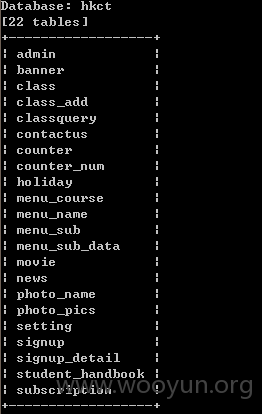 Database: hkct
[22 tables]
+------------------+
¦ admin            ¦
¦ banner           ¦
¦ class            ¦
¦ class_add        ¦
¦ classquery       ¦
¦ contactus        ¦
¦ counter          ¦
¦ counter_num      ¦
¦ holiday          ¦
¦ menu_course      ¦
¦ menu_name        ¦
¦ menu_sub         ¦
¦ menu_sub_data    ¦
¦ movie            ¦
¦ news             ¦
¦ photo_name       ¦
¦ photo_pics       ¦
¦ setting          ¦
¦ signup           ¦
¦ signup_detail    ¦
¦ student_handbook ¦
¦ subscription     ¦
+------------------+
www.wooyun.org